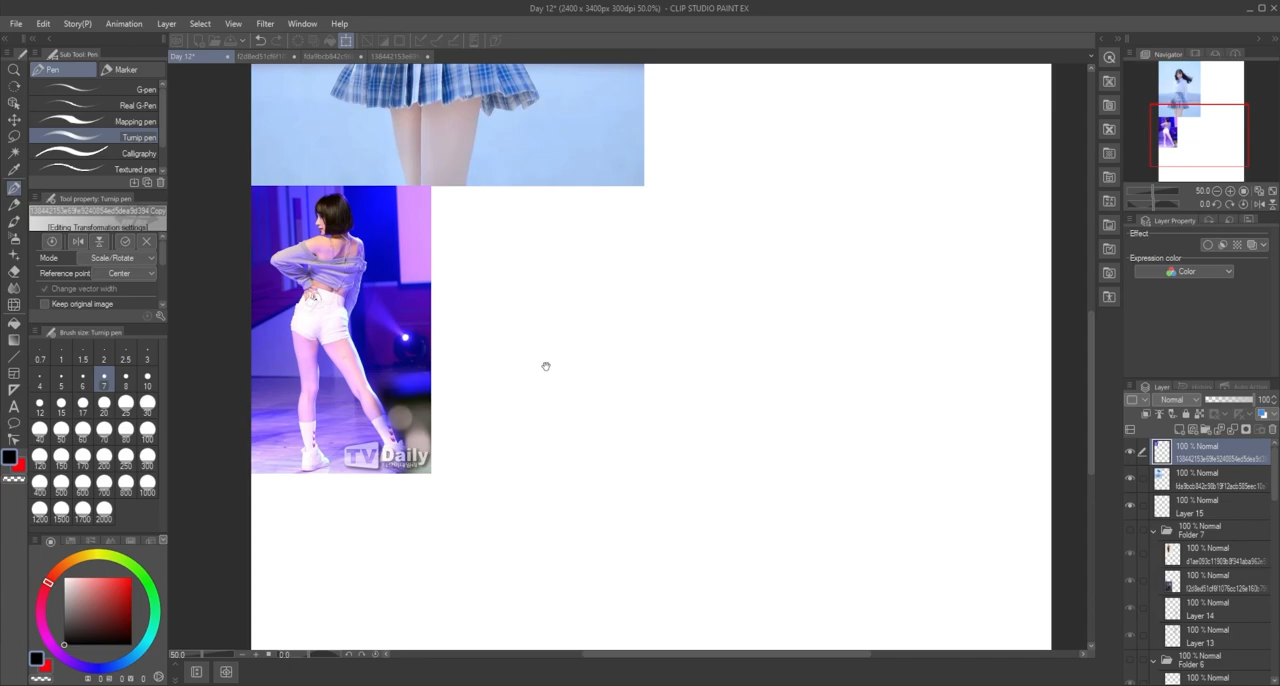 Day 12* (2400 x 3400px 300dpi 50.0%) - CLIP STUDIO PAINT EX
File Edit Story(P) Animation Layer Select View Filter Window Help
Sub Tool: Pen
Pen Marker
G-pen
Real G-Pen
Mapping pen
Turnip pen
Calligraphy
Textured pen
Tool property: Turnip pen
[Editing Transformation settings]
Mode Scale/Rotate
Reference point Center
Change vector width
Keep original image
Brush size: Turnip pen
0.7 1 1.5 2 2.5 3
4 5 6 7 8 10
12 15 17 20 25 30
40 50 60 70 80 100
120 150 170 200 250 300
400 500 600 700 800 1000
1200 1500 1700 2000
Day 12*
TV Daily
50.0
0.0
Navigator
50.0
0.0
Layer Property
Effect
Expression color
Color
Layer
Normal 100
100 % Normal
100 % Normal
100 % Normal
Layer 15
100 % Normal
Folder 7
100 % Normal
100 % Normal
100 % Normal
Layer 14
100 % Normal
Layer 13
100 % Normal
Folder 6
100 % Normal